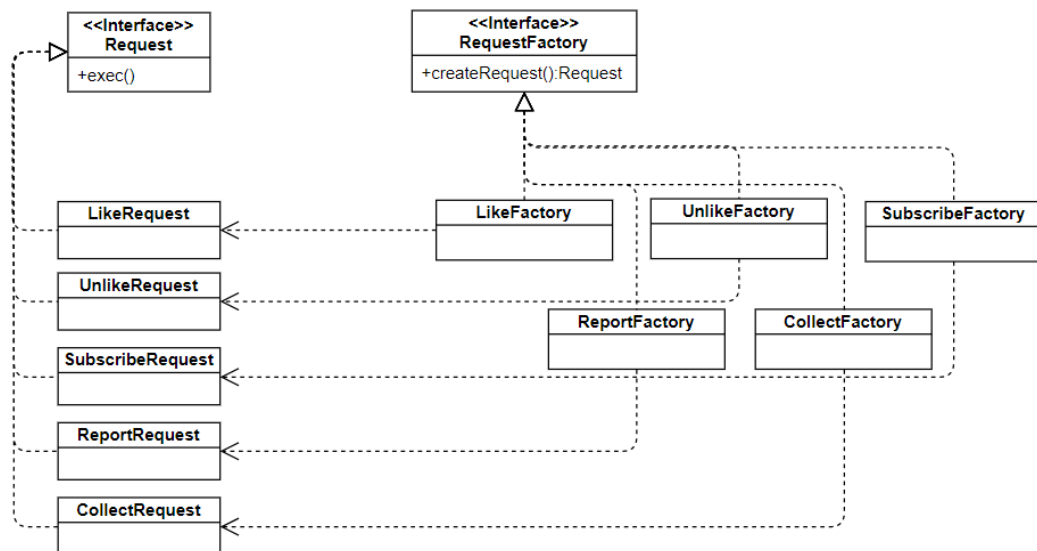 <<Interface>>
Request
+exec()
<<Interface>>
RequestFactory
+createRequest():Request
LikeRequest
LikeFactory
UnlikeFactory
SubscribeFactory
UnlikeRequest
ReportFactory
CollectFactory
SubscribeRequest
ReportRequest
CollectRequest